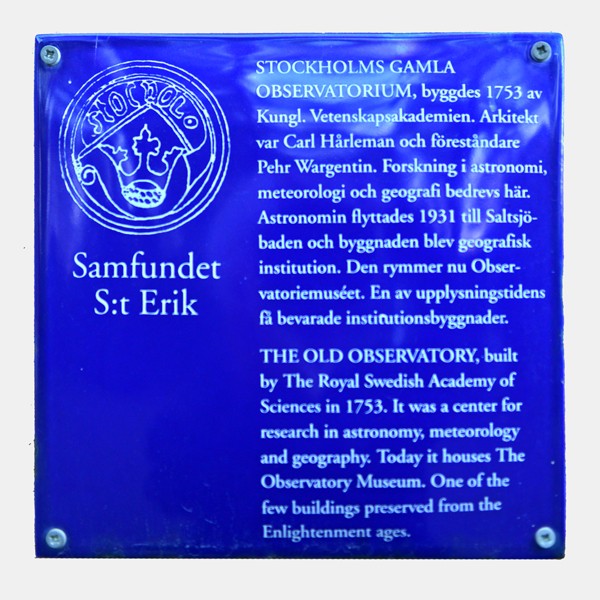 STOCKHOLM
Samfundet
S:t Erik
STOCKHOLMS GAMLA
OBSERVATORIUM, byggdes 1753 av
Kungl. Vetenskapsakademien. Arkitekt
var Carl Hårleman och föreståndare
Pehr Wargentin. Forskning i astronomi,
meteorologi och geografi bedrevs här.
Astronomin flyttades 1931 till Saltsjö-
baden och byggnaden blev geografisk
institution. Den rymmer nu Obser-
vatoriemuséet. En av upplysningstidens
få bevarade institutionsbyggnader.
THE OLD OBSERVATORY, built
by The Royal Swedish Academy of
Sciences in 1753. It was a center for
research in astronomy, meteorology
and geography. Today it houses The
Observatory Museum. One of the
few buildings preserved from the
Enlightenment ages.